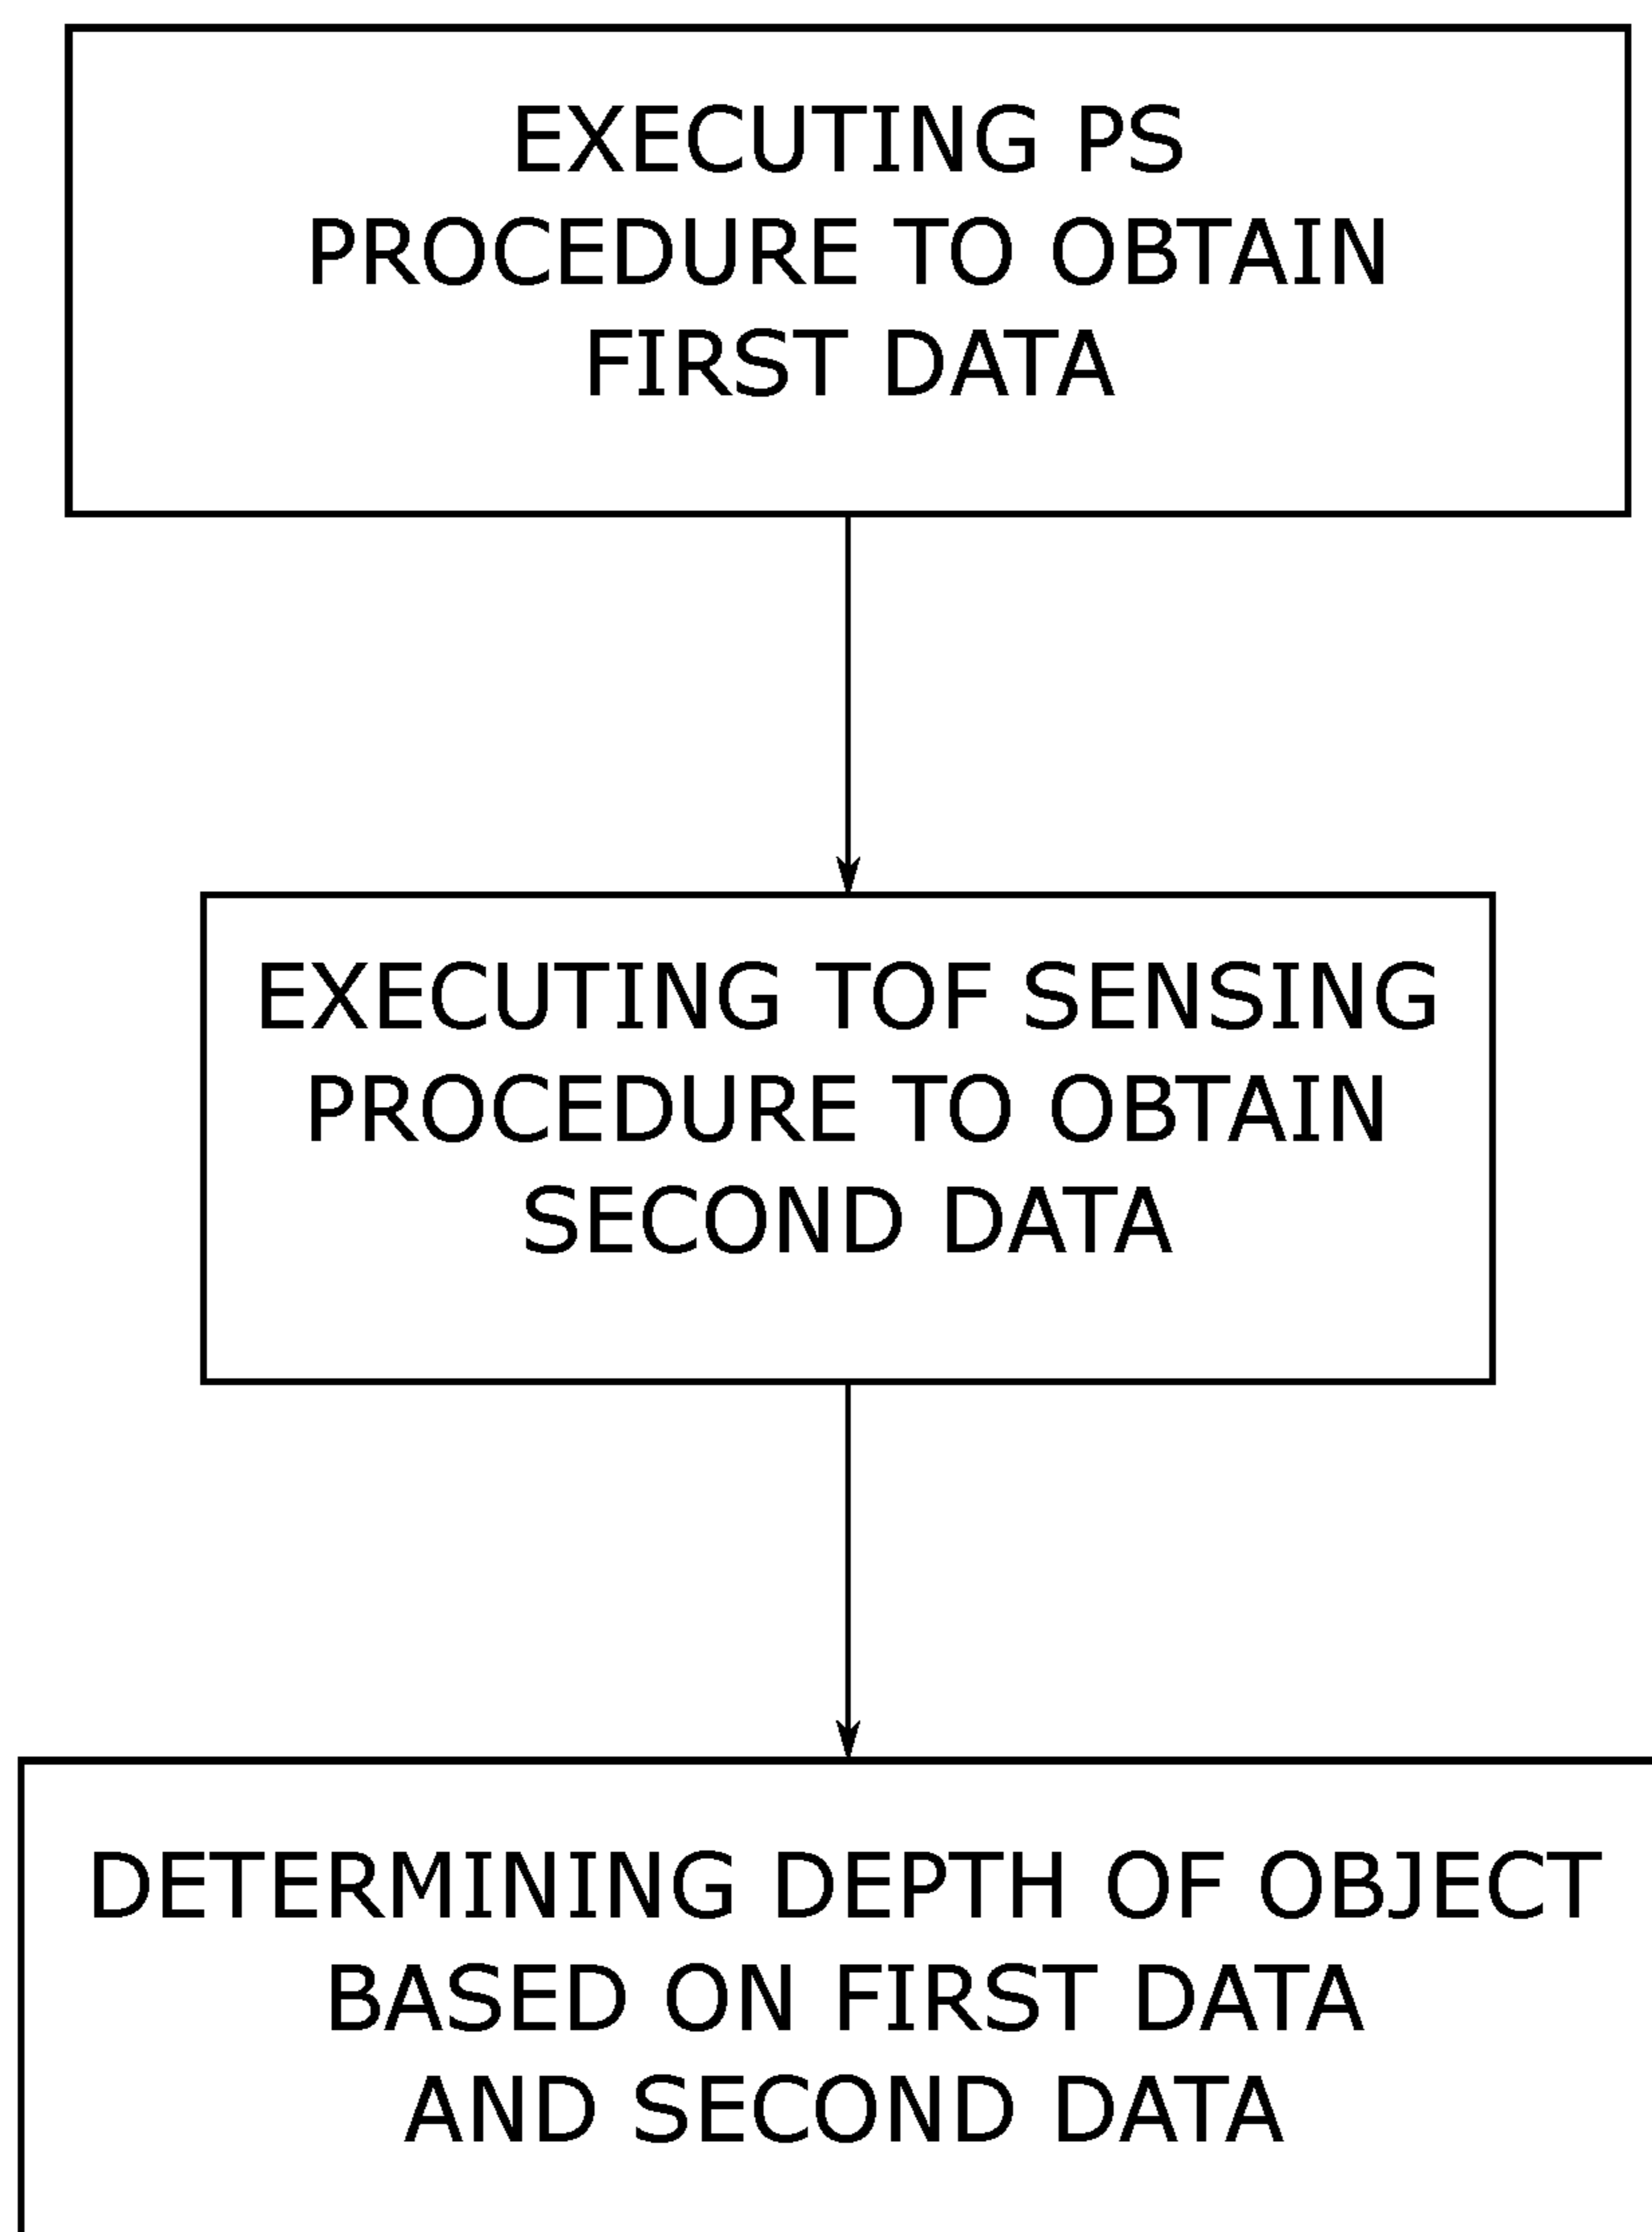 EXECUTING PS
PROCEDURE TO OBTAIN
FIRST DATA
EXECUTING TOF SENSING
PROCEDURE TO OBTAIN
SECOND DATA
DETERMINING DEPTH OF OBJECT
BASED ON FIRST DATA
AND SECOND DATA